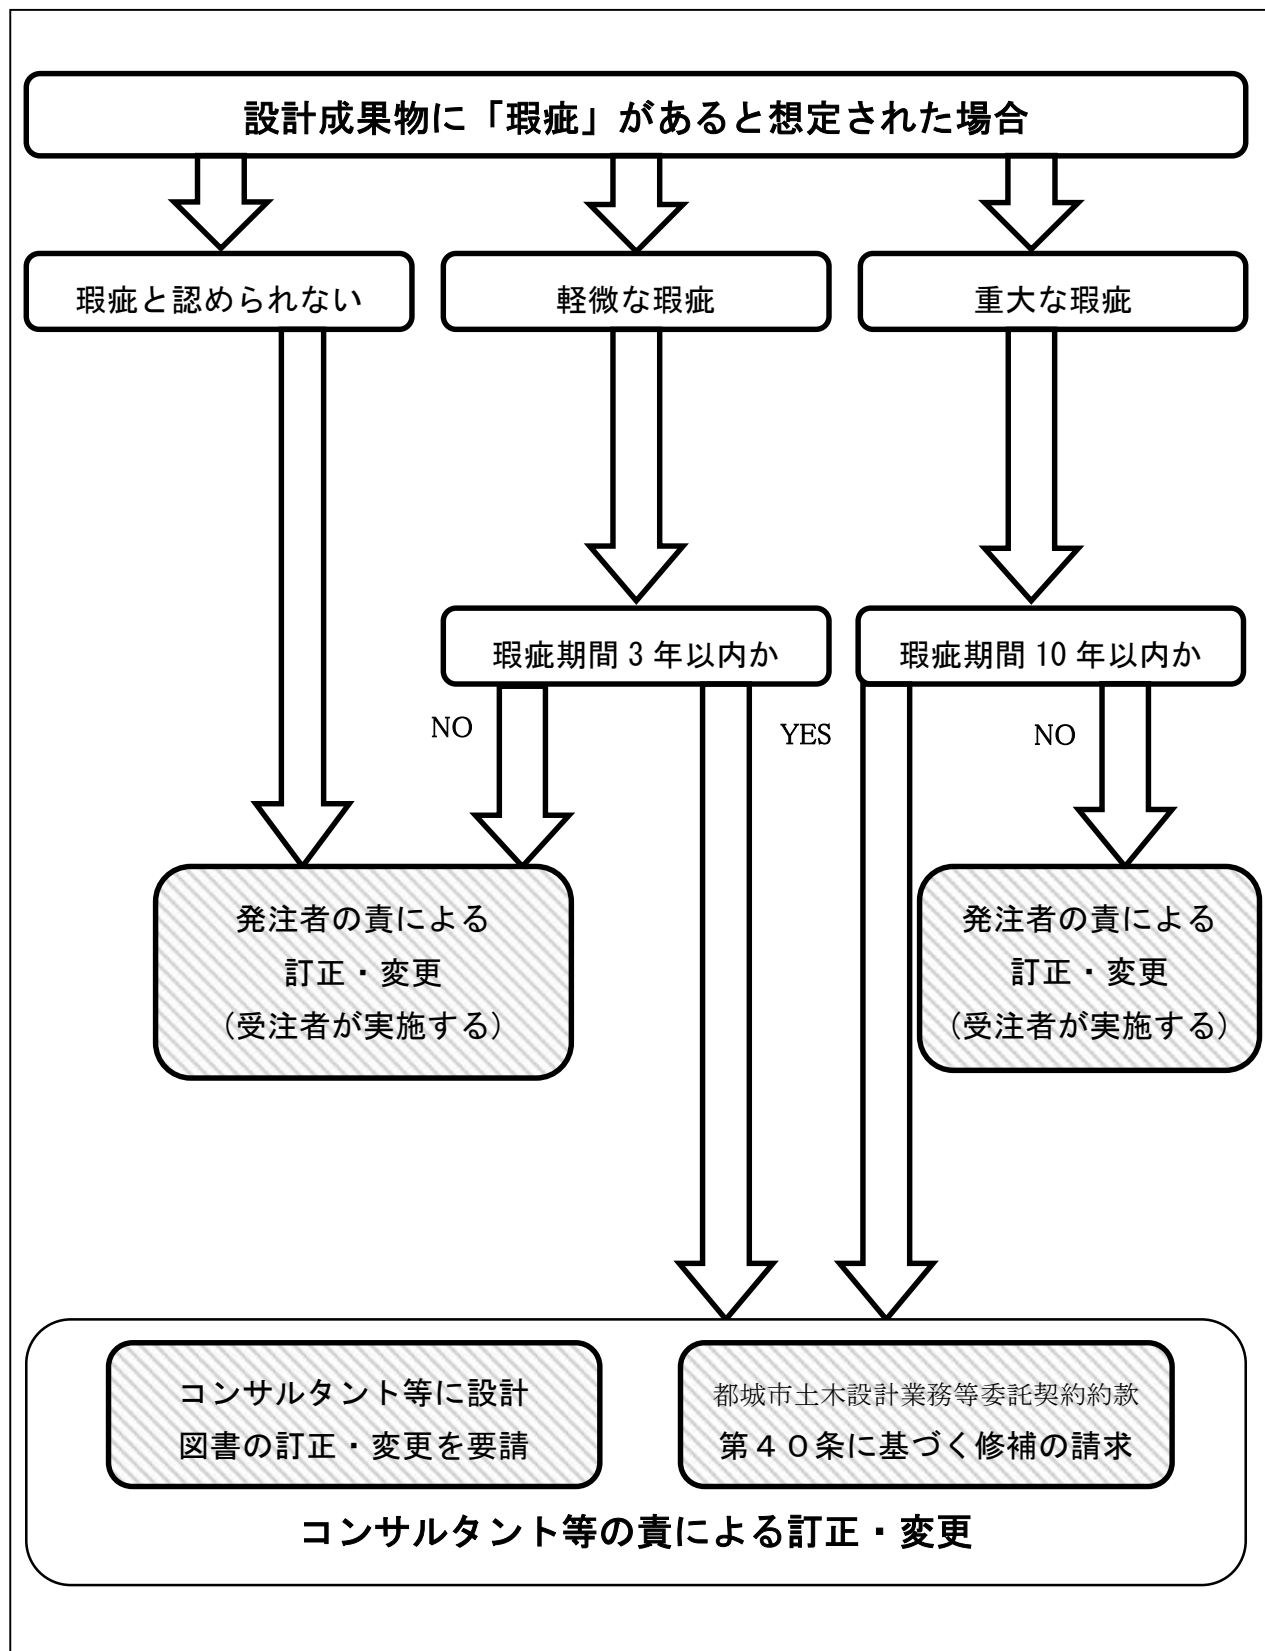 設計成果物に「瑕疵」があると想定された場合
瑕疵と認められない
軽微な瑕疵
重大な瑕疵
瑕疵期間 3 年以内か
瑕疵期間 10 年以内か
NO
YES
NO
発注者の責による
訂正・変更
(受注者が実施する)
発注者の責による
訂正・変更
(受注者が実施する)
コンサルタント等に設計
図書の訂正・変更を要請
都城市土木設計業務等委託契約約款
第４０条に基づく修補の請求
コンサルタント等の責による訂正・変更